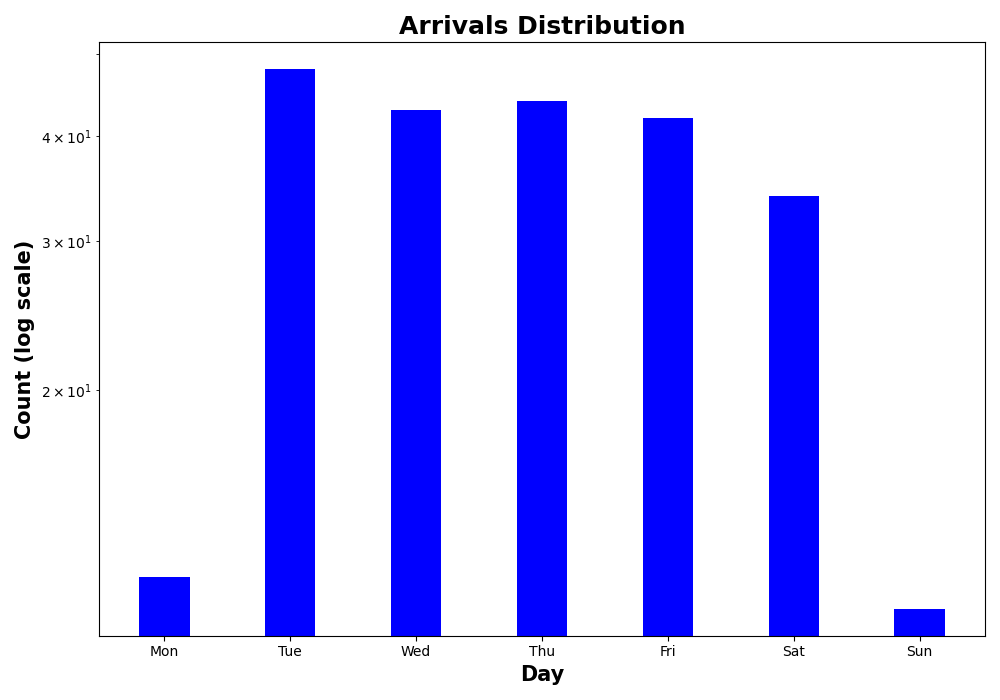 Arrivals Distribution
Count (log scale)
4 × 10¹
3 × 10¹
2 × 10¹
Mon Tue Wed Thu Fri Sat Sun
Day